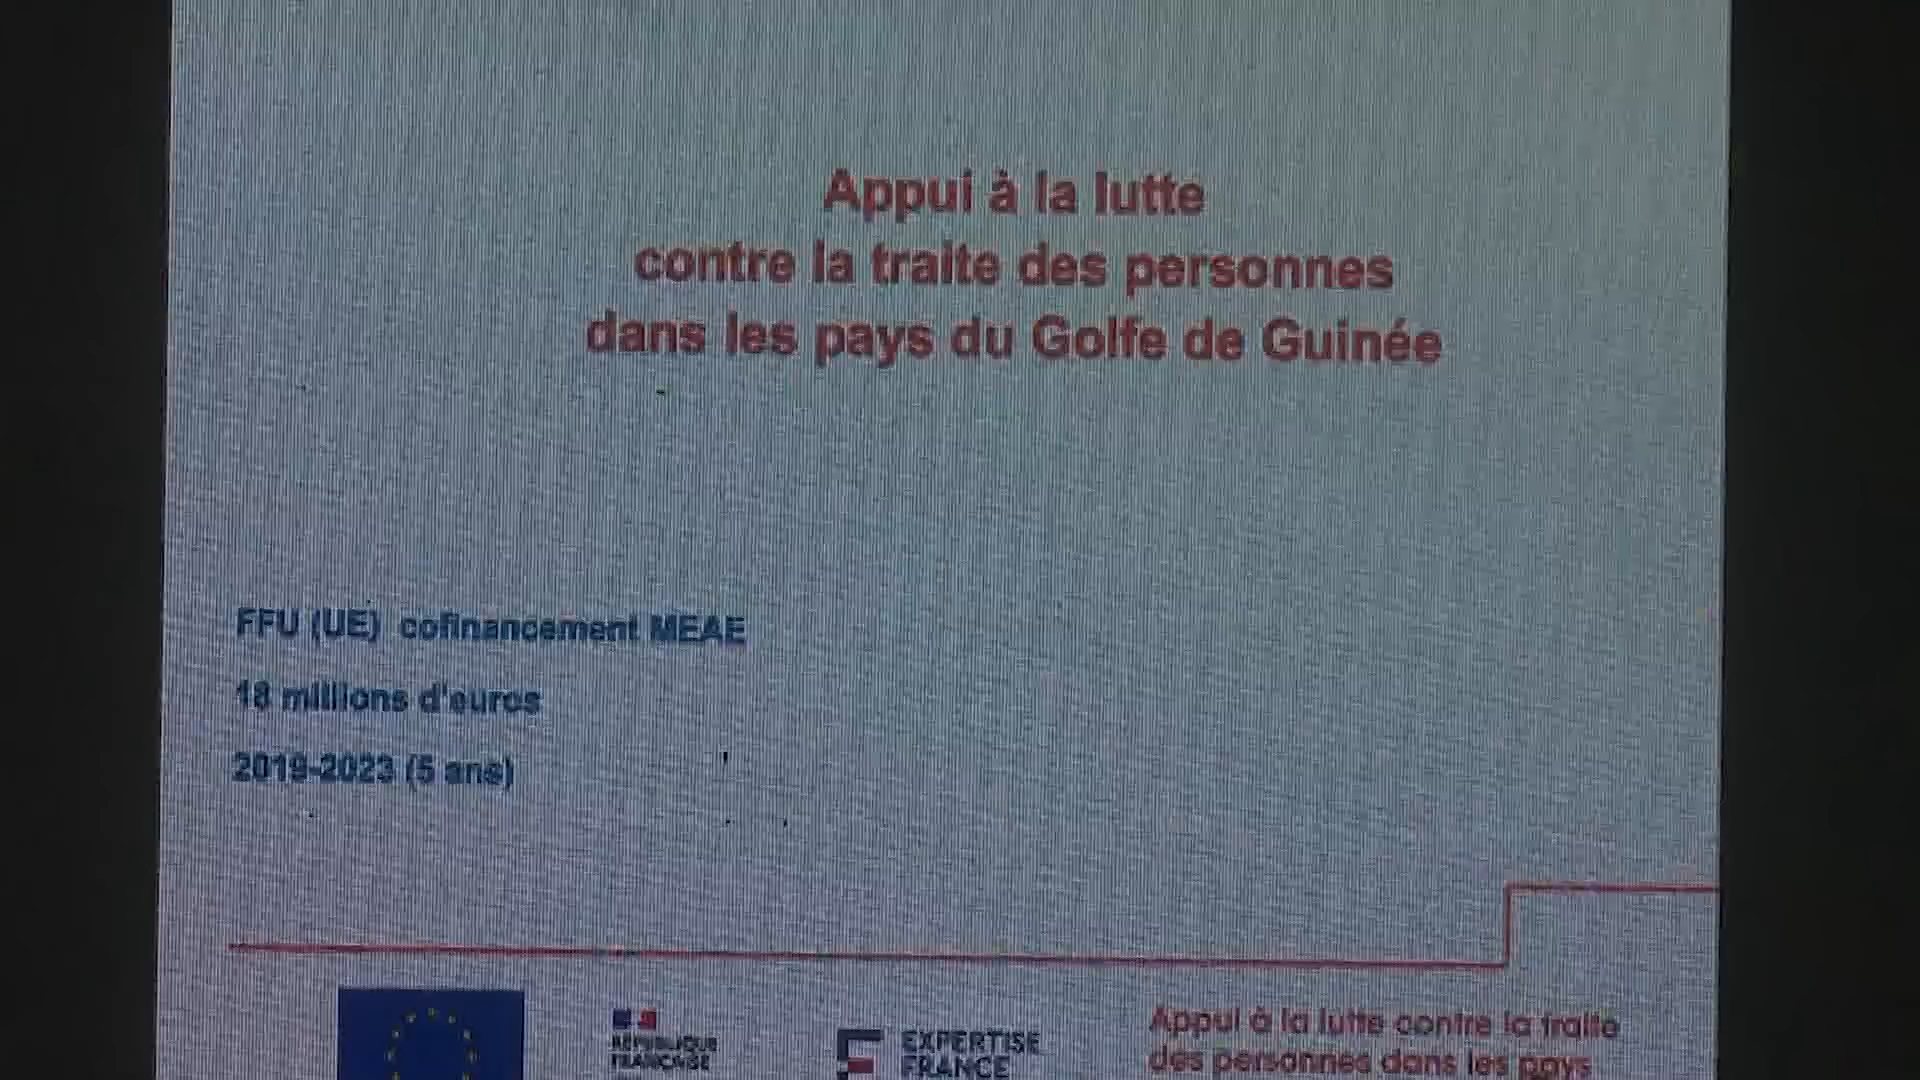 Appui à la lutte
contre la traite des personnes
dans les pays du Golfe de Guinée
FFU (UE) cofinancement MEAE
18 millions d'euros
2019-2023 (5 ans)
RÉPUBLIQUE
FRANÇAISE
EXPERTISE
FRANCE
Appui à la lutte contre la traite
des personnes dans les pays